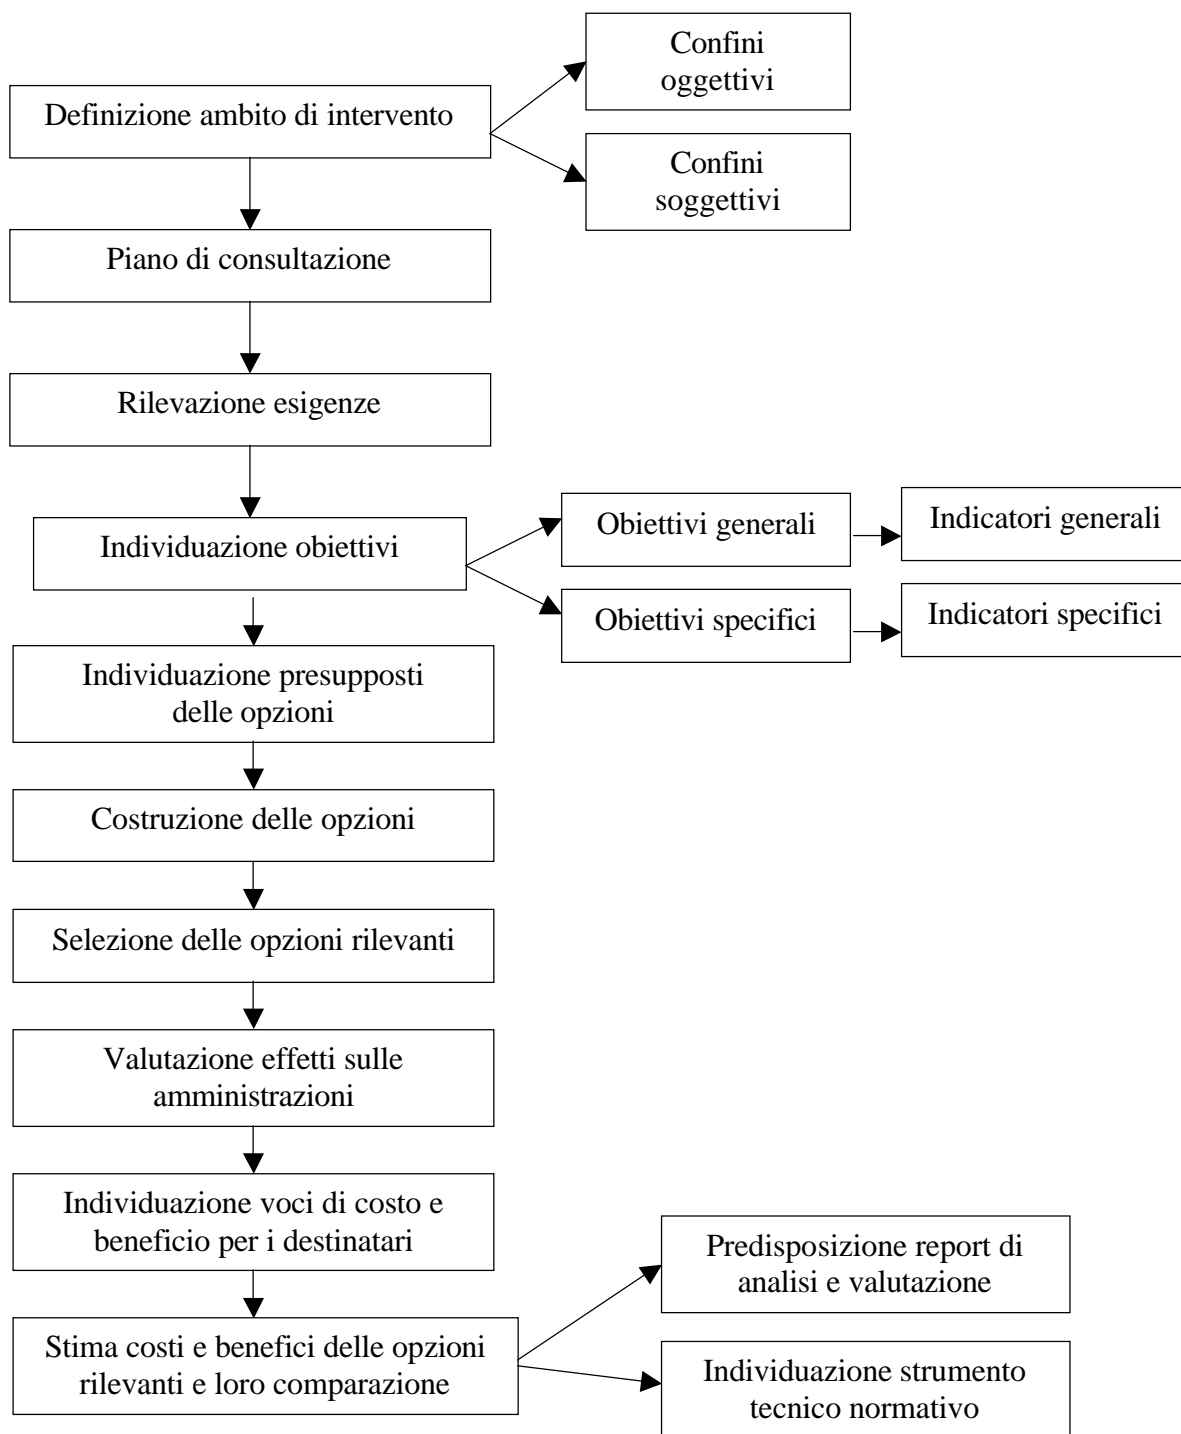 Confini
oggettivi
Definizione ambito di intervento
Confini
soggettivi
Piano di consultazione
Rilevazione esigenze
Individuazione obiettivi
Obiettivi generali
Indicatori generali
Obiettivi specifici
Indicatori specifici
Individuazione presupposti
delle opzioni
Costruzione delle opzioni
Selezione delle opzioni rilevanti
Valutazione effetti sulle
amministrazioni
Individuazione voci di costo e
beneficio per i destinatari
Predisposizione report di
analisi e valutazione
Stima costi e benefici delle opzioni
rilevanti e loro comparazione
Individuazione strumento
tecnico normativo